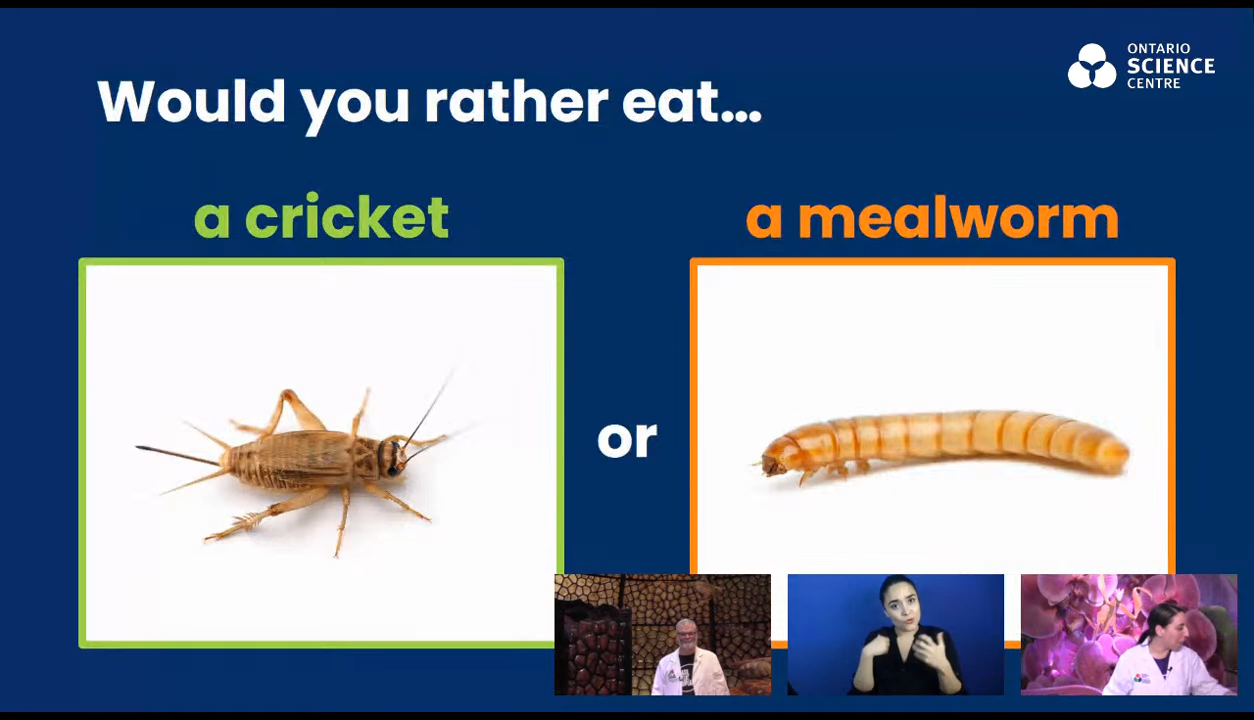 ONTARIO
SCIENCE
CENTRE
Would you rather eat...
a cricket
a mealworm
or